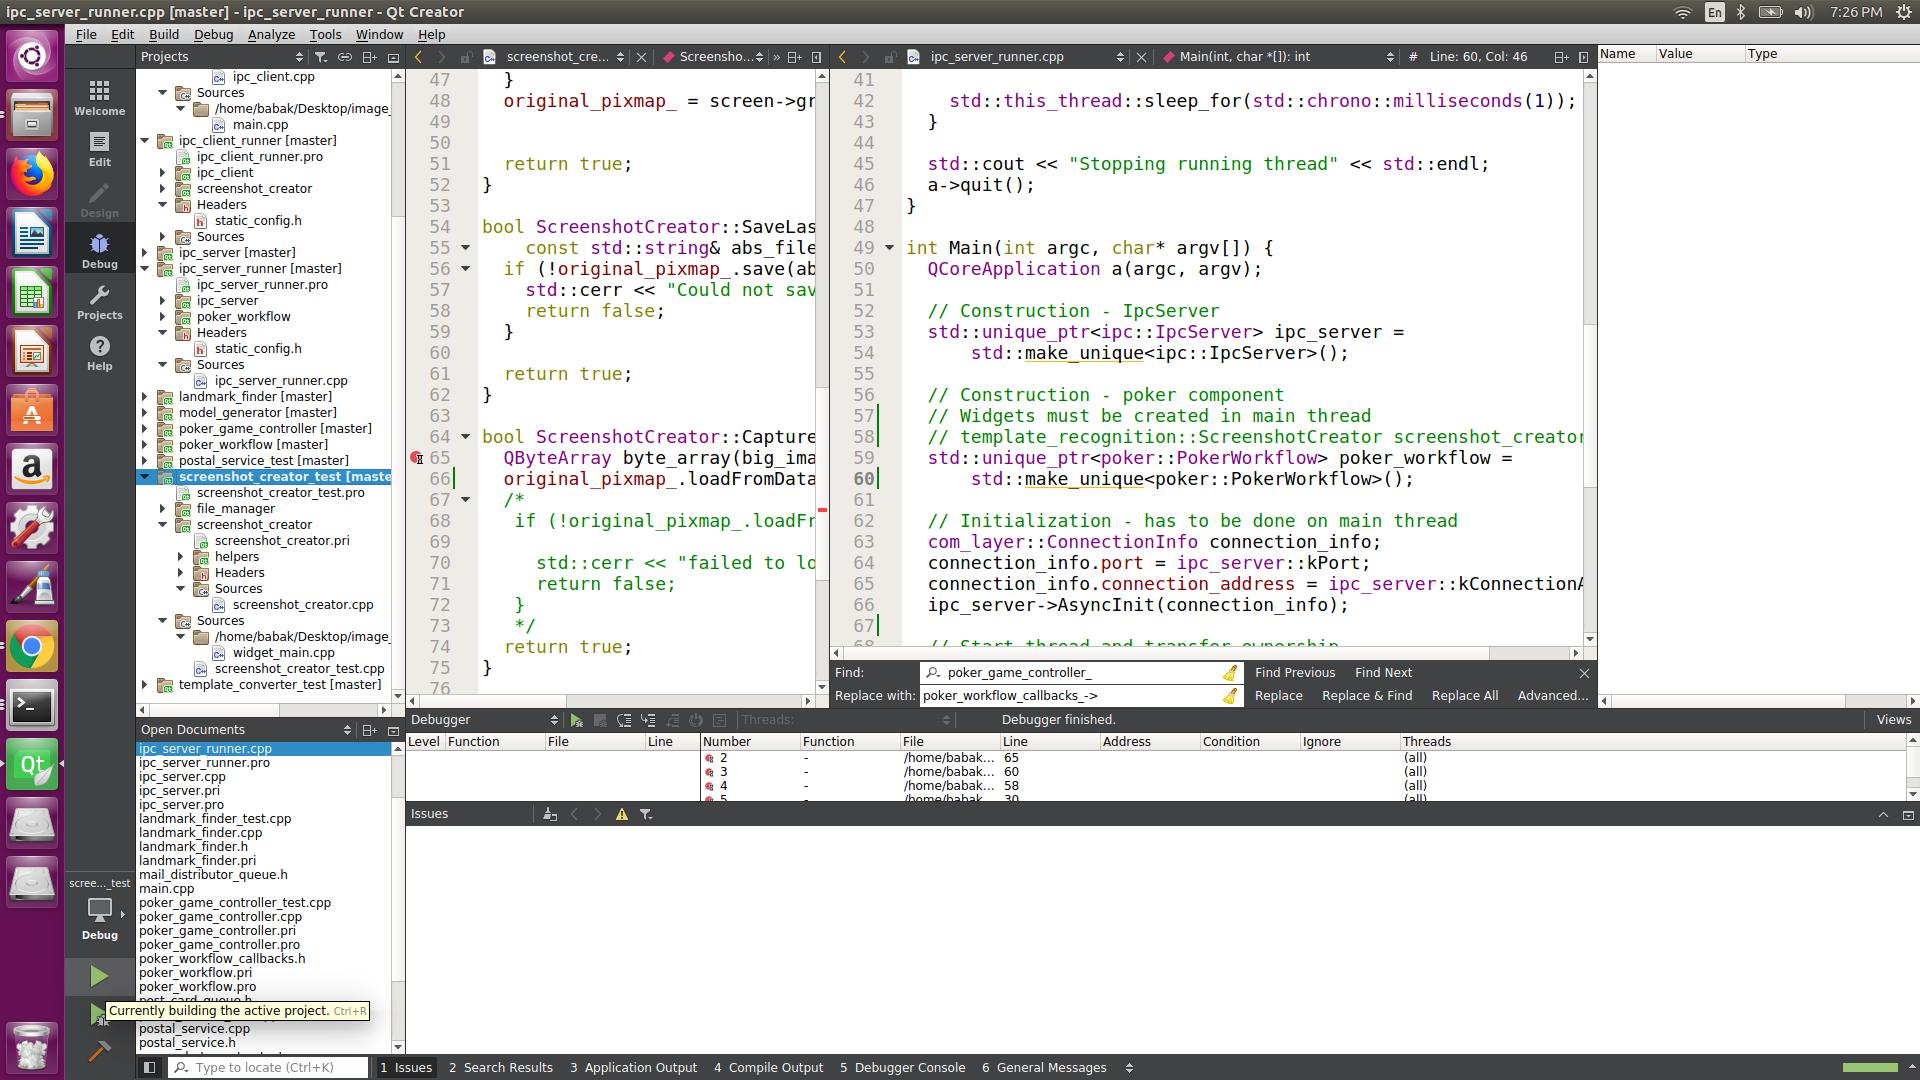 ipc_server_runner.cpp [master] - ipc_server_runner - Qt Creator
En
7:26 PM
File Edit Build Debug Analyze Tools Window Help
Welcome
Edit
Design
Debug
Projects
Help
scree..._test
Debug
Projects
ipc_client.cpp
Sources
/home/babak/Desktop/image_
main.cpp
ipc_client_runner [master]
ipc_client_runner.pro
ipc_client
screenshot_creator
Headers
static_config.h
Sources
ipc_server [master]
ipc_server_runner [master]
ipc_server_runner.pro
ipc_server
poker_workflow
Headers
static_config.h
Sources
ipc_server_runner.cpp
landmark_finder [master]
model_generator [master]
poker_game_controller [master]
poker_workflow [master]
postal_service_test [master]
screenshot_creator_test [maste
screenshot_creator_test.pro
file_manager
screenshot_creator
screenshot_creator.pri
helpers
Headers
Sources
screenshot_creator.cpp
Sources
/home/babak/Desktop/image_
widget_main.cpp
screenshot_creator_test.cpp
template_converter_test [master]
Open Documents
ipc_server_runner.cpp
ipc_server_runner.pro
ipc_server.cpp
ipc_server.pri
ipc_server.pro
landmark_finder_test.cpp
landmark_finder.cpp
landmark_finder.h
landmark_finder.pri
mail_distributor_queue.h
main.cpp
poker_game_controller_test.cpp
poker_game_controller.cpp
poker_game_controller.pri
poker_game_controller.pro
poker_workflow_callbacks.h
poker_workflow.pri
poker_workflow.pro
Currently building the active project. Ctrl+R
postal_service.cpp
postal_service.h
screenshot_cre... Screensho... »
47 }
48 original_pixmap_ = screen->gr
49
50
51 return true;
52 }
53
54 bool ScreenshotCreator::SaveLas
55 const std::string& abs_file
56 if (!original_pixmap_.save(ab
57 std::cerr << "Could not sav
58 return false;
59 }
60
61 return true;
62 }
63
64 bool ScreenshotCreator::Capture
65 QByteArray byte_array(big_ima
66 original_pixmap_.loadFromData
67 /*
68 if (!original_pixmap_.loadFr
69
70 std::cerr << "failed to lo
71 return false;
72 }
73 */
74 return true;
75 }
76
ipc_server_runner.cpp Main(int, char *[]): int # Line: 60, Col: 46
41
42 std::this_thread::sleep_for(std::chrono::milliseconds(1));
43 }
44
45 std::cout << "Stopping running thread" << std::endl;
46 a->quit();
47 }
48
49 int Main(int argc, char* argv[]) {
50 QCoreApplication a(argc, argv);
51
52 // Construction - IpcServer
53 std::unique_ptr<ipc::IpcServer> ipc_server =
54 std::make_unique<ipc::IpcServer>();
55
56 // Construction - poker component
57 // Widgets must be created in main thread
58 // template_recognition::ScreenshotCreator screenshot_creator
59 std::unique_ptr<poker::PokerWorkflow> poker_workflow =
60 std::make_unique<poker::PokerWorkflow>();
61
62 // Initialization - has to be done on main thread
63 com_layer::ConnectionInfo connection_info;
64 connection_info.port = ipc_server::kPort;
65 connection_info.connection_address = ipc_server::kConnectionA
66 ipc_server->AsyncInit(connection_info);
67
68 // Start thread and transfer ownership
Find: poker_game_controller_ Find Previous Find Next
Replace with: poker_workflow_callbacks_-> Replace Replace & Find Replace All Advanced...
Name Value Type
Debugger Threads: Debugger finished. Views
Level Function File Line
Number Function File Line Address Condition Ignore Threads
2 - /home/babak... 65 (all)
3 - /home/babak... 60 (all)
4 - /home/babak... 58 (all)
5 - /home/babak... 30 (all)
Issues
Type to locate (Ctrl+K) 1 Issues 2 Search Results 3 Application Output 4 Compile Output 5 Debugger Console 6 General Messages